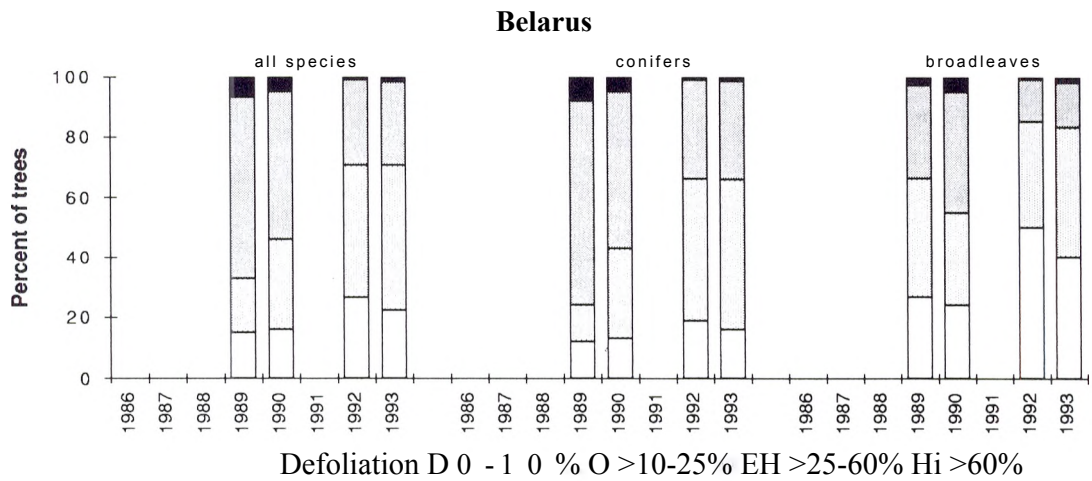 Belarus
all species conifers broadleaves
Percent of trees
100
80
60
40
20
0
1986 1987 1988 1989 1990 1991 1992 1993 1986 1987 1988 1989 1990 1991 1992 1993 1986 1987 1988 1989 1990 1991 1992 1993
Defoliation D 0 - 1 0 % O >10-25% EH >25-60% Hi >60%